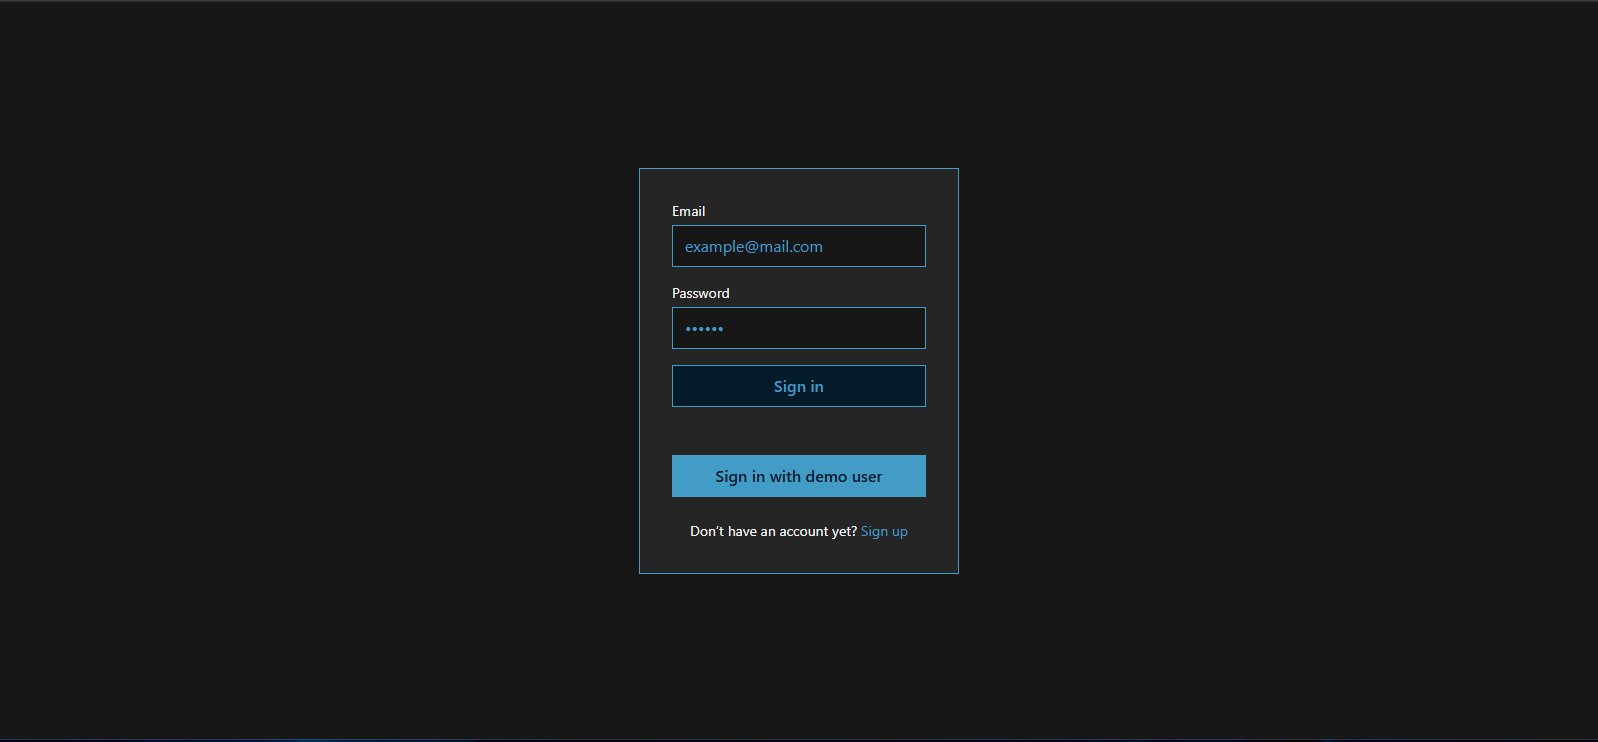 Email
example@mail.com
Password
••••••
Sign in
Sign in with demo user
Don't have an account yet? Sign up